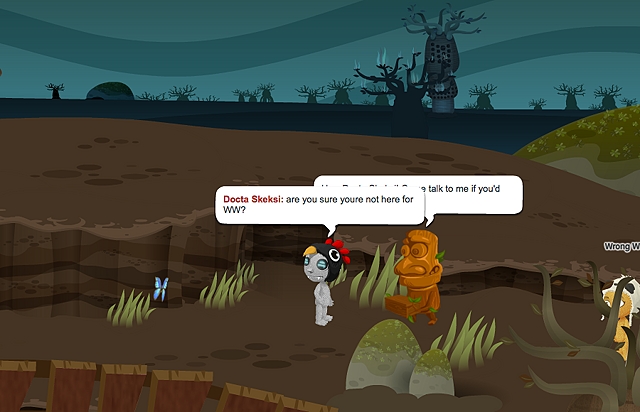 talk to me if you'd
Docta Skeksi: are you sure youre not here for
WW?
Wrong W